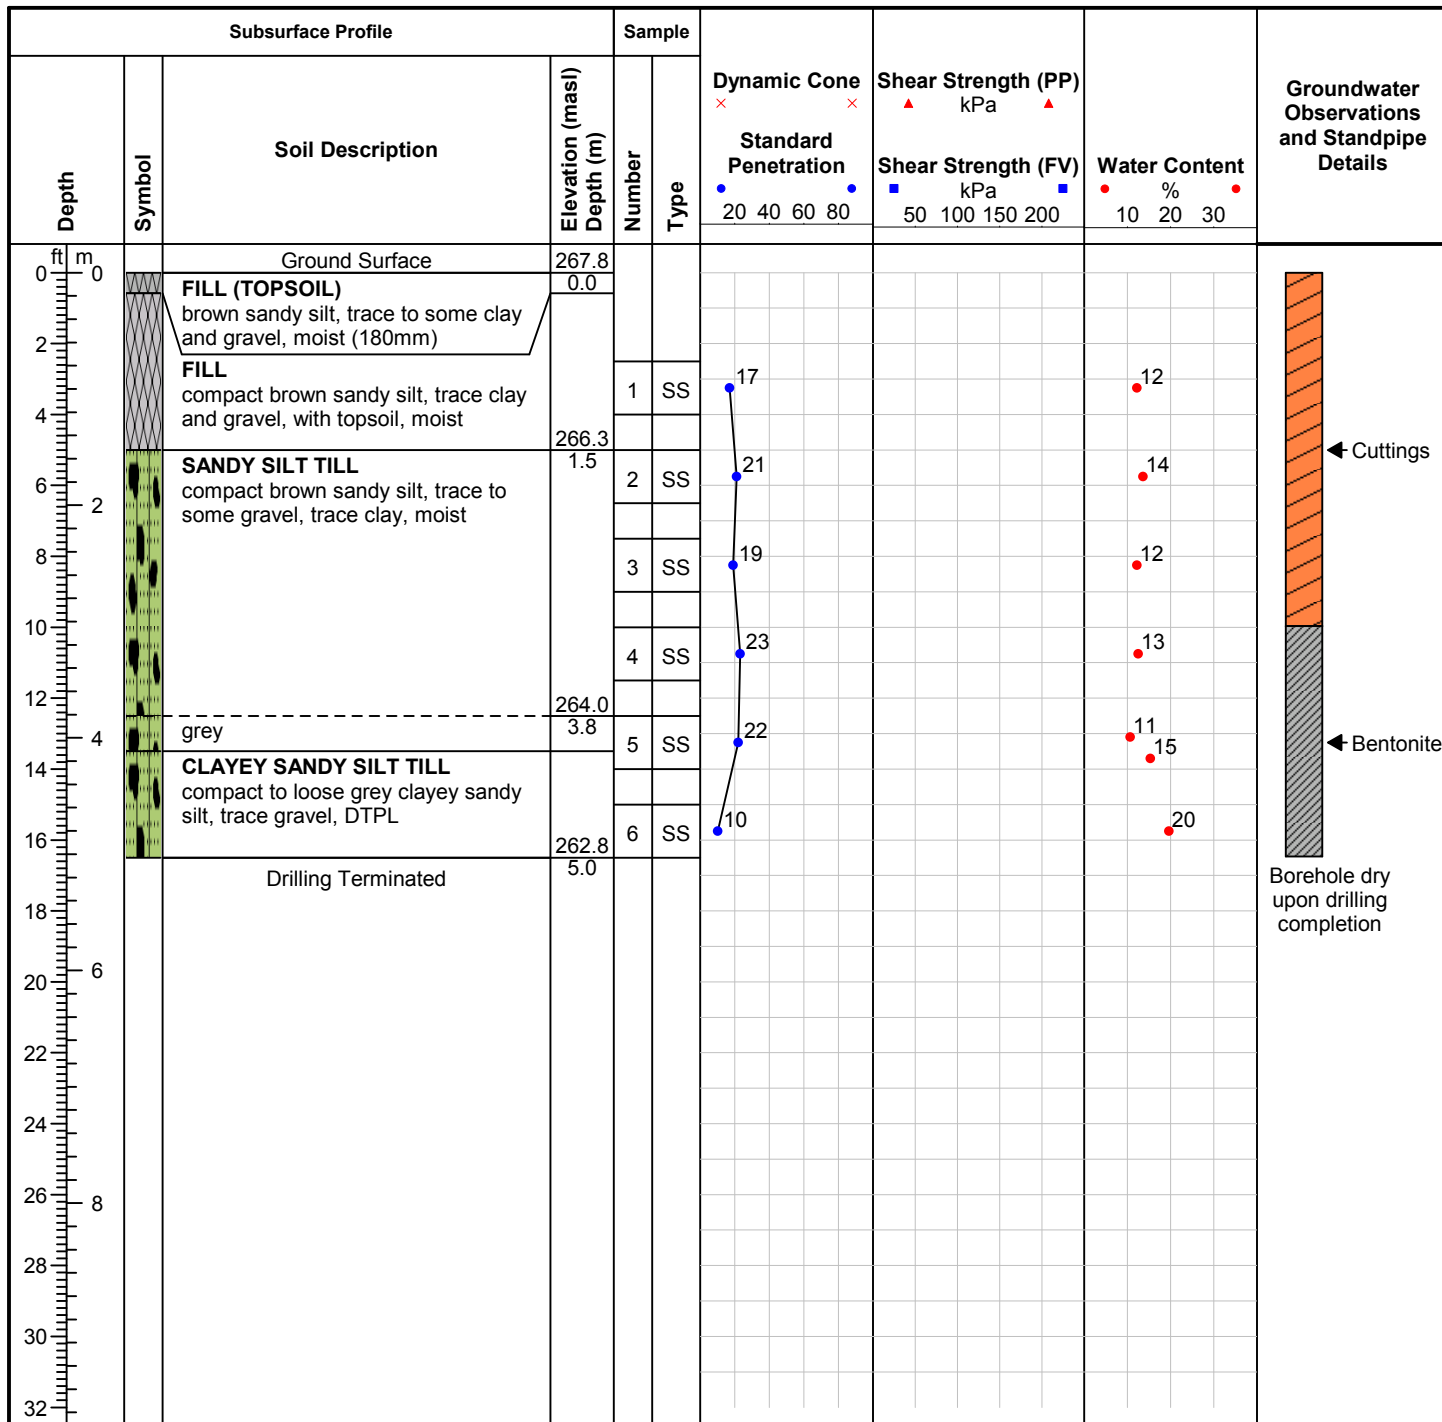 Subsurface Profile
Sample
Depth
Symbol
Soil Description
Elevation (masl)
Depth (m)
Number
Type
Dynamic Cone
Standard
Penetration
20 40 60 80
Shear Strength (PP)
kPa
Shear Strength (FV)
kPa
50 100 150 200
Water Content
%
10 20 30
Groundwater
Observations
and Standpipe
Details
ft m
Ground Surface
267.8
0.0
FILL (TOPSOIL)
brown sandy silt, trace to some clay
and gravel, moist (180mm)
FILL
compact brown sandy silt, trace clay
and gravel, with topsoil, moist
266.3
1.5
SANDY SILT TILL
compact brown sandy silt, trace to
some gravel, trace clay, moist
264.0
3.8
grey
CLAYEY SANDY SILT TILL
compact to loose grey clayey sandy
silt, trace gravel, DTPL
262.8
5.0
Drilling Terminated
0
2
4
6
8
10
12
14
16
18
20
22
24
26
28
30
32
0
2
4
6
8
1 SS 17 12
2 SS 21 14
3 SS 19 12
4 SS 23 13
5 SS 22 11
15
6 SS 10 20
Cuttings
Bentonite
Borehole dry
upon drilling
completion